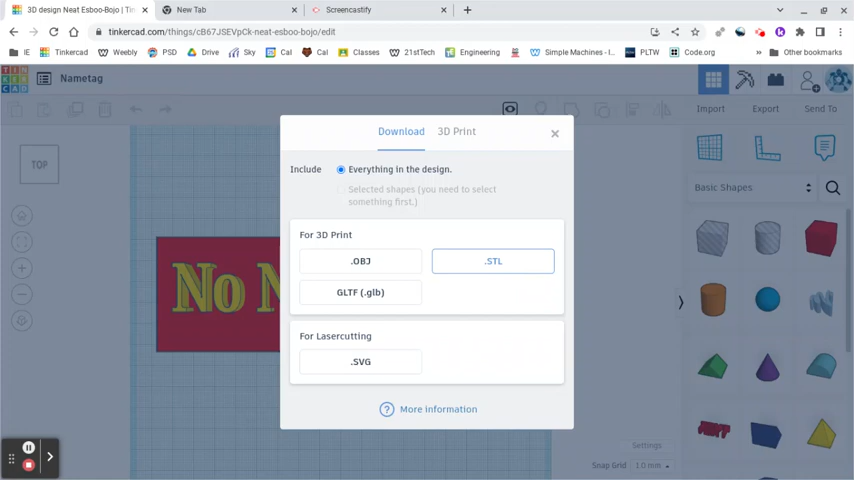 3D design Neat Esboo-Bojo | Tin
New Tab
Screencastify
tinkercad.com/things/cB67JSEVpCk-neat-esboo-bojo/edit
IE
Tinkercad
Weebly
PSD
Drive
Sky
Cal
Cal
Classes
21stTech
Engineering
Simple Machines - I...
PLTW
Code.org
»
Other bookmarks
TIN
KER
CAD
Nametag
Import
Export
Send To
Download
3D Print
Include
Everything in the design.
Selected shapes (you need to select
something first.)
For 3D Print
.OBJ
.STL
GLTF (.glb)
For Lasercutting
.SVG
More information
TOP
No N
Basic Shapes
Settings
Snap Grid
1.0 mm